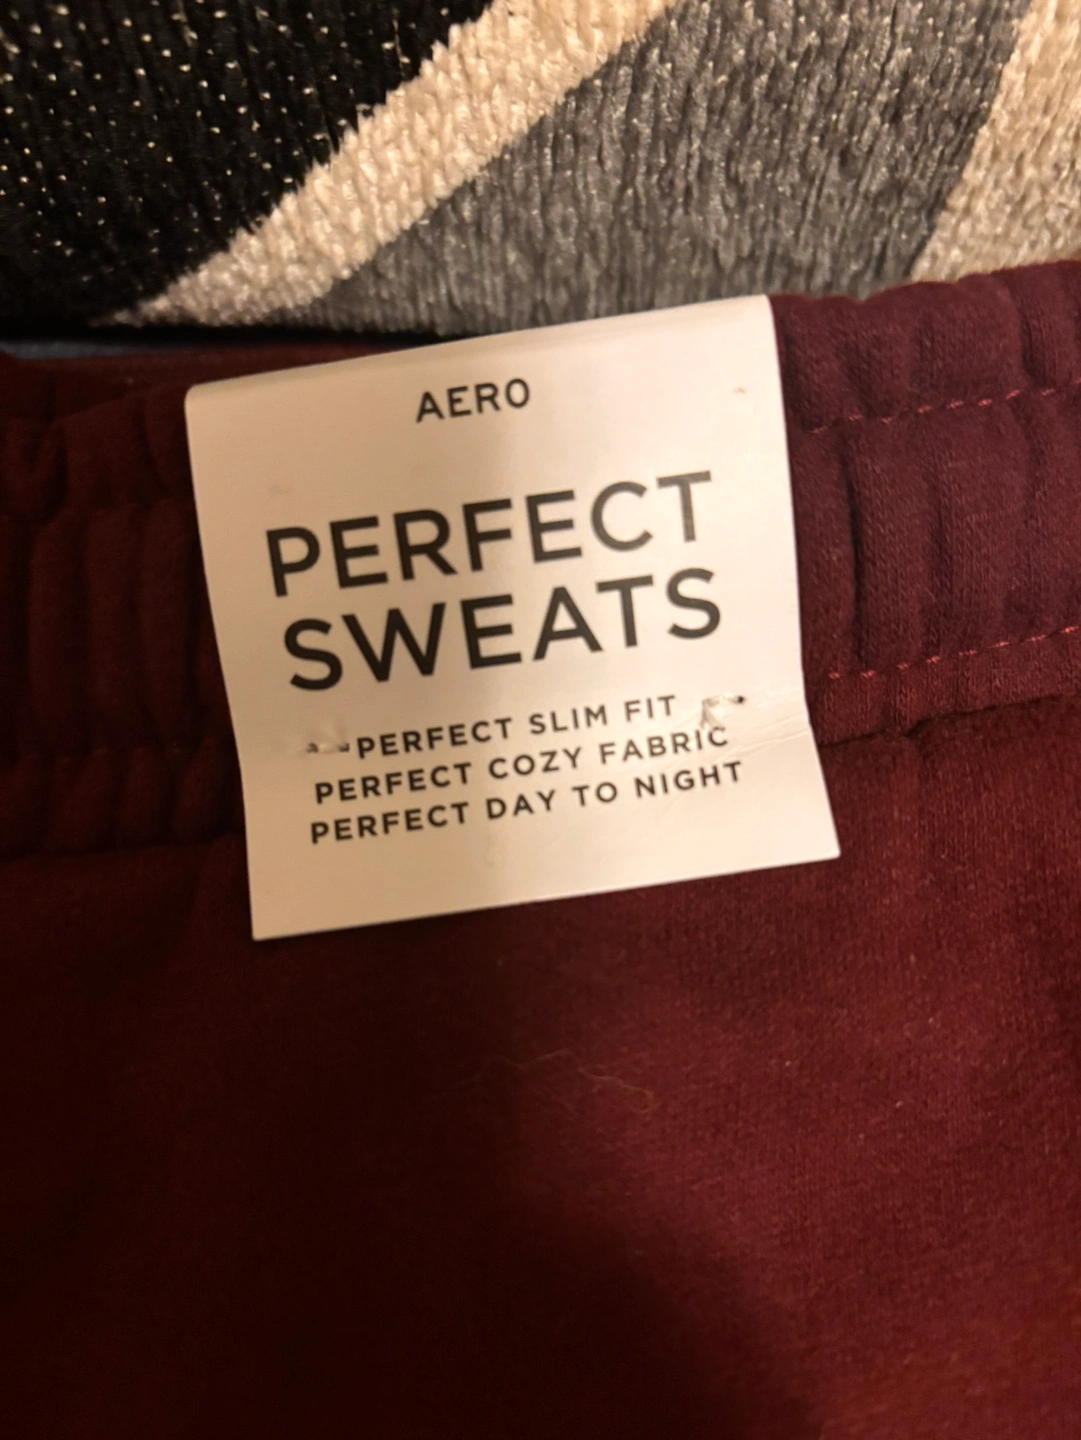 AERO
PERFECT
SWEATS
PERFECT SLIM FIT
PERFECT COZY FABRIC
PERFECT DAY TO NIGHT